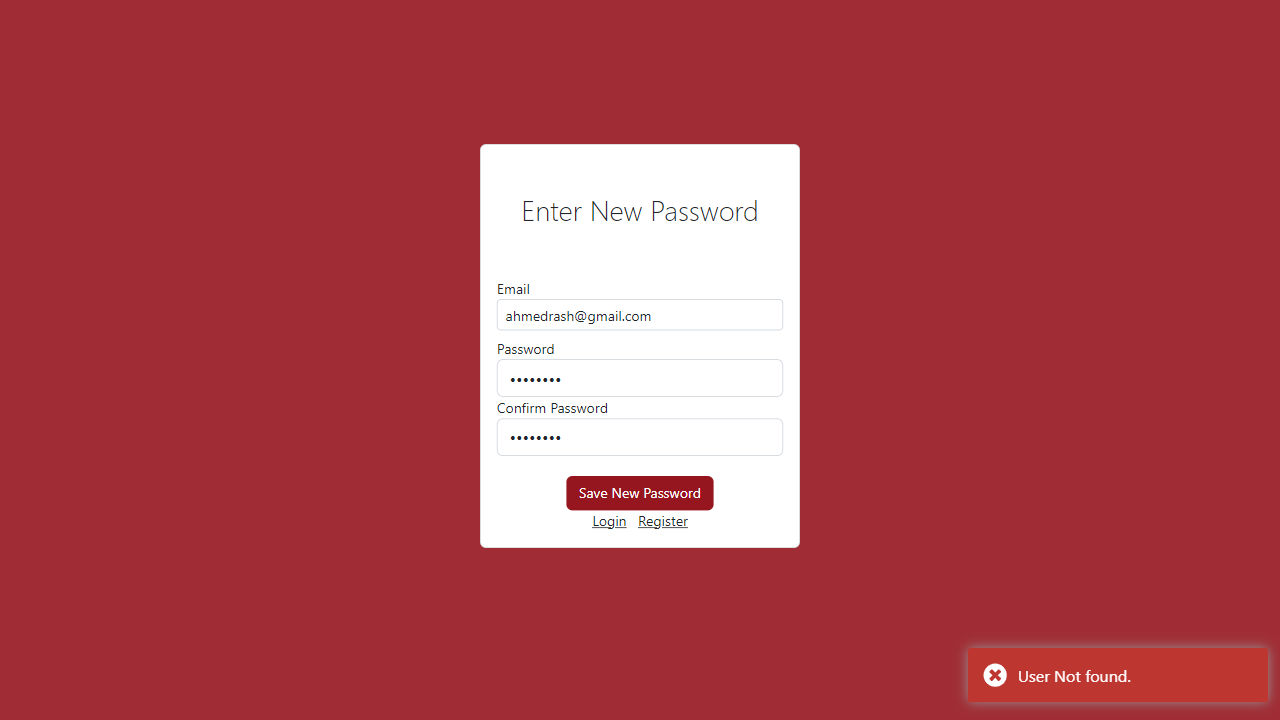 Enter New Password
Email
ahmedrash@gmail.com
Password
••••••••
Confirm Password
••••••••
Save New Password
Login Register
User Not found.